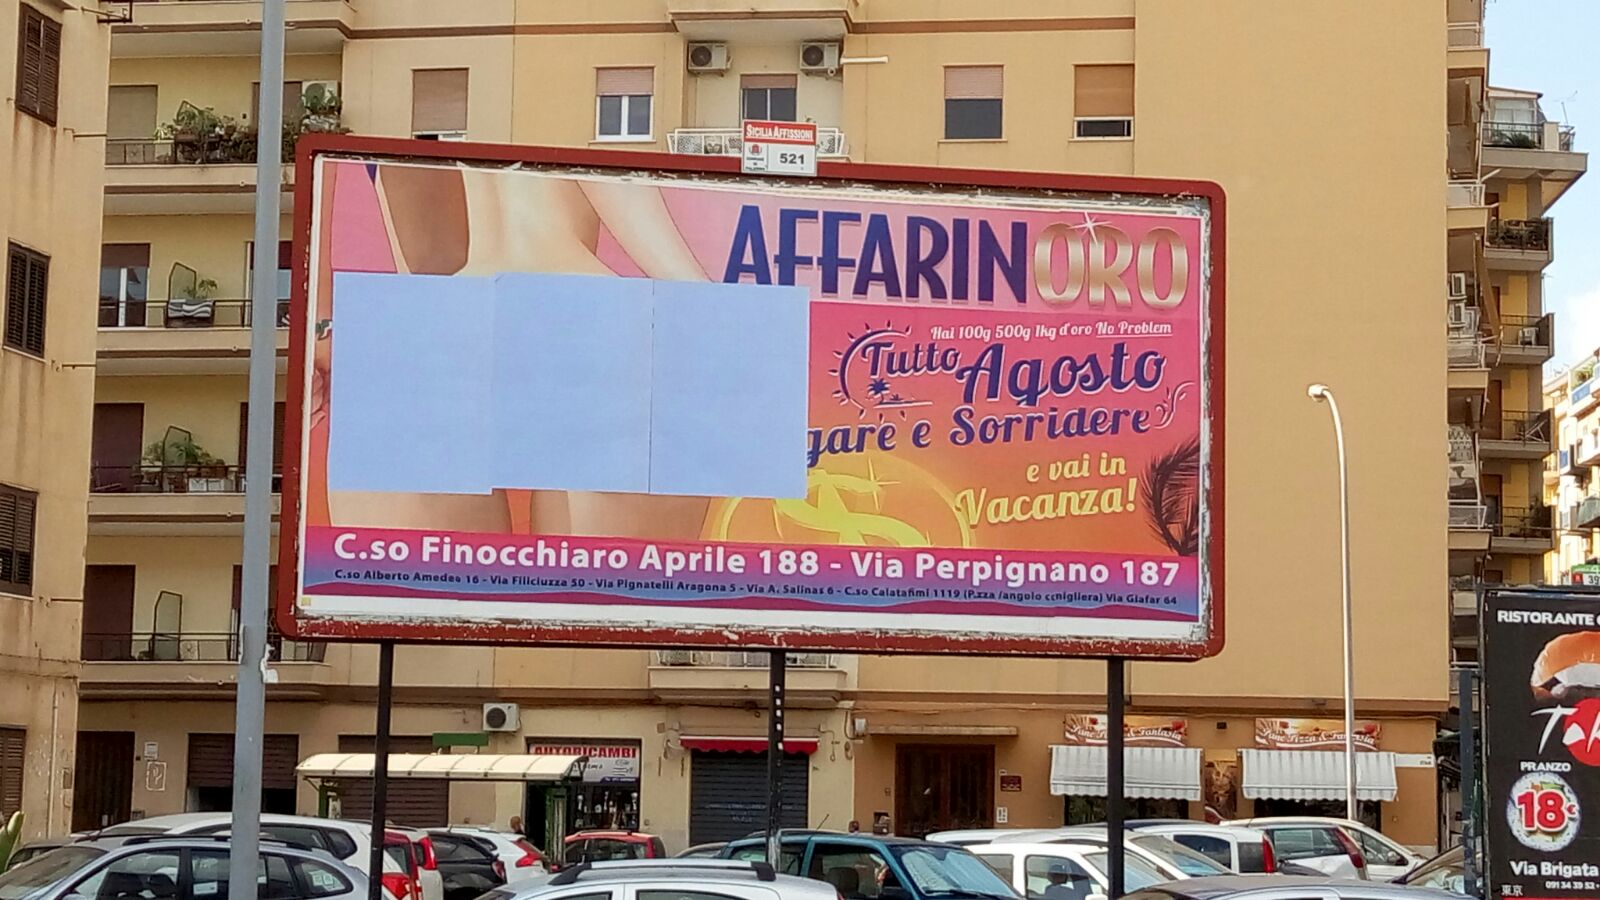 SICILIA AFFISSIONI
521
AFFARINORO
Hai 100g 500g 1kg d'oro No Problem
Tutto Agosto
gare e Sorridere
e vai in
Vacanza!
C.so Finocchiaro Aprile 188 - Via Perpignano 187
C.so Alberto Amedeo 16 - Via Filiciuzza 50 - Via Pignatelli Aragona 5 - Via A. Salinas 6 - C.so Calatafimi 1119 (P.zza /angolo conigliera) Via Giafar 64
AUTORICAMBI
RISTORANTE
PRANZO
18€
Via Brigata
東京